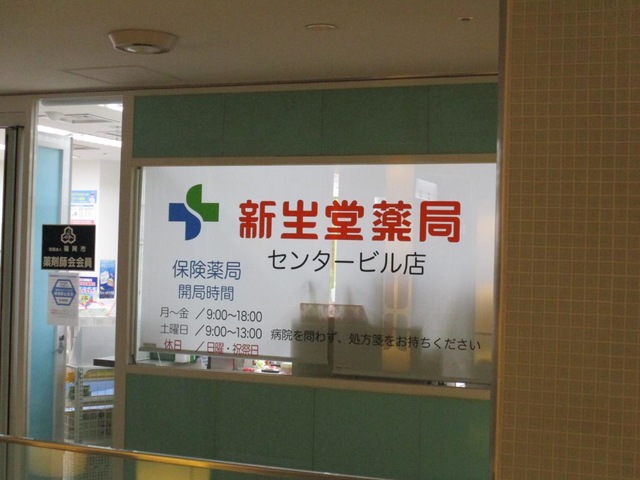 新生堂薬局
センタービル店
保険薬局
開局時間
月～金 ／9:00～18:00
土曜日 ／9:00～13:00
休日 ／日曜・祝祭日
病院を問わず、処方箋をお持ちください
福岡市
薬剤師会会員